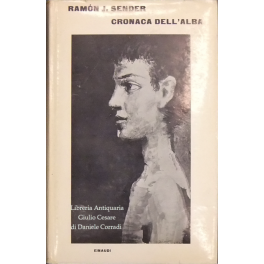 RAMÓN J. SENDER
CRONACA DELL'ALBA
Libreria Antiquaria
Giulio Cesare
di Daniele Corradi
EINAUDI